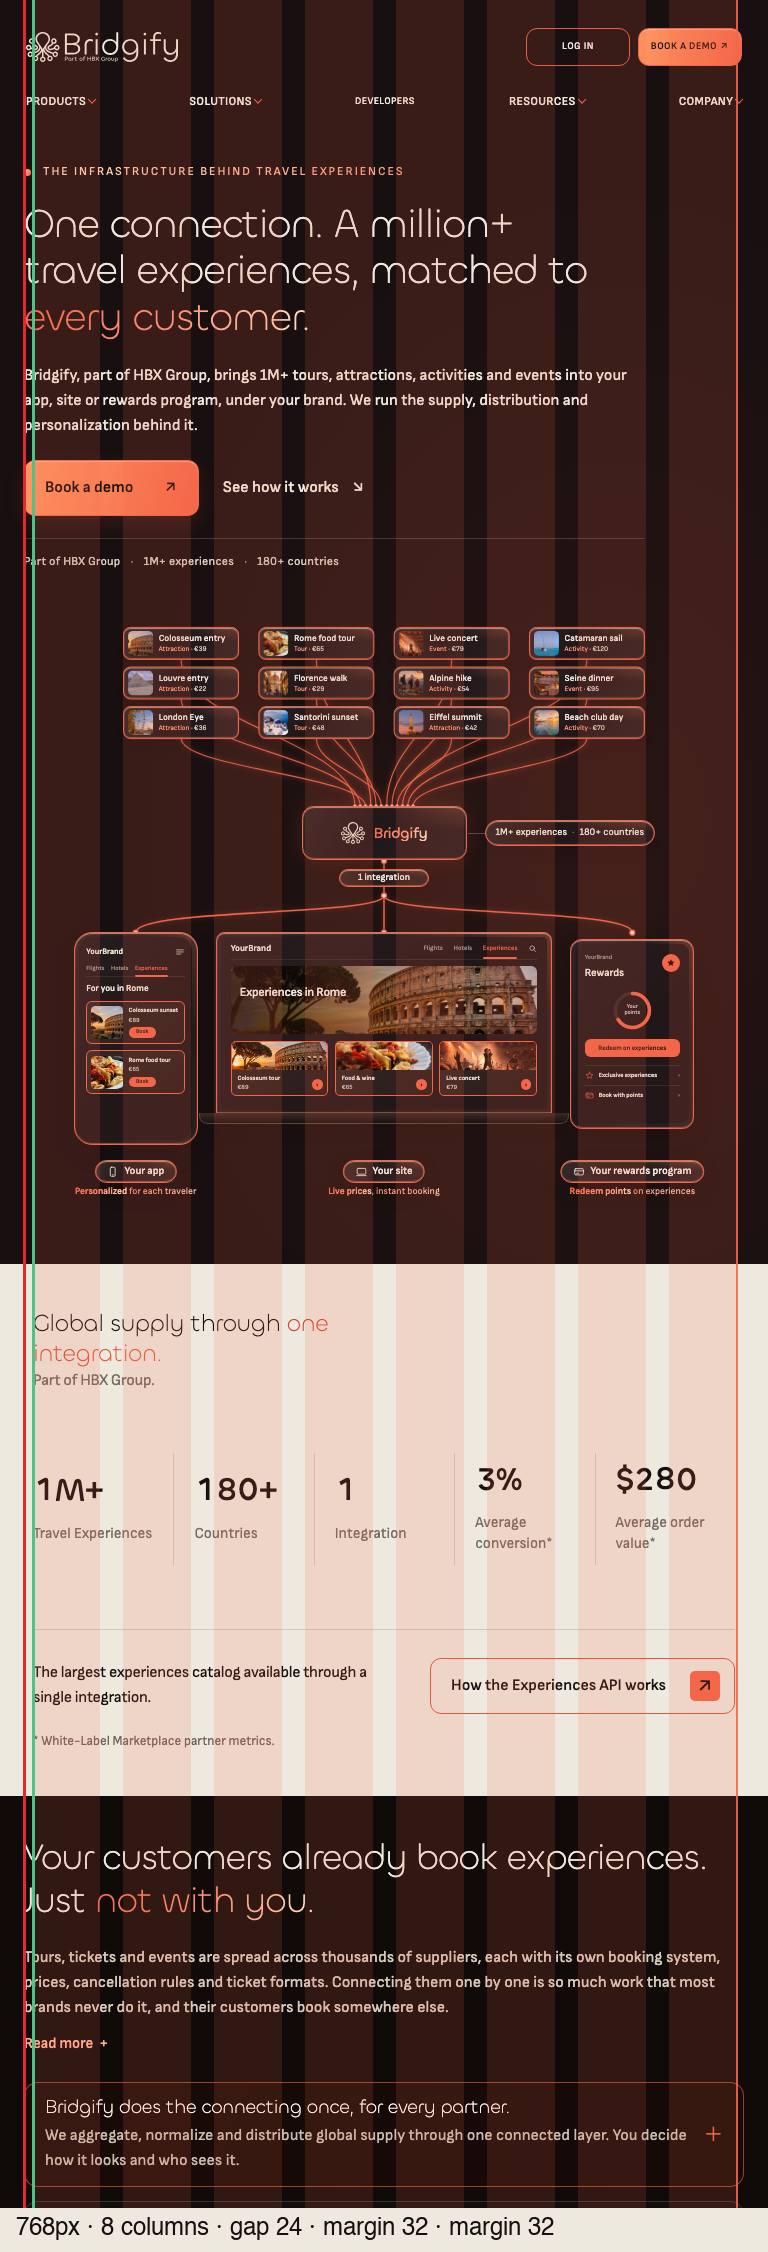 Bridgify
Part of HBX Group
LOG IN
BOOK A DEMO ↗
PRODUCTS
SOLUTIONS
DEVELOPERS
RESOURCES
COMPANY
THE INFRASTRUCTURE BEHIND TRAVEL EXPERIENCES
One connection. A million+
travel experiences, matched to
every customer.
Bridgify, part of HBX Group, brings 1M+ tours, attractions, activities and events into your
app, site or rewards program, under your brand. We run the supply, distribution and
personalization behind it.
Book a demo ↗
See how it works ↘
Part of HBX Group · 1M+ experiences · 180+ countries
Colosseum entry
Attraction · €39
Rome food tour
Tour · €65
Live concert
Event · €79
Catamaran sail
Activity · €120
Louvre entry
Attraction · €22
Florence walk
Tour · €29
Alpine hike
Activity · €54
Seine dinner
Event · €95
London Eye
Attraction · €36
Santorini sunset
Tour · €48
Eiffel summit
Attraction · €42
Beach club day
Activity · €70
Bridgify
1M+ experiences · 180+ countries
1 integration
YourBrand
Flights Hotels Experiences
For you in Rome
Colosseum sunset
€89
Book
Rome food tour
€65
Book
YourBrand
Flights Hotels Experiences
Experiences in Rome
Colosseum tour
€69
Food & wine
€65
Live concert
€79
YourBrand
Rewards
Your
points
Redeem on experiences
Exclusive experiences
Book with points
Your app
Personalized for each traveler
Your site
Live prices, instant booking
Your rewards program
Redeem points on experiences
Global supply through one
integration.
Part of HBX Group.
1M+
Travel Experiences
180+
Countries
1
Integration
3%
Average
conversion*
$280
Average order
value*
The largest experiences catalog available through a
single integration.
How the Experiences API works ↗
* White-Label Marketplace partner metrics.
Your customers already book experiences.
Just not with you.
Tours, tickets and events are spread across thousands of suppliers, each with its own booking system,
prices, cancellation rules and ticket formats. Connecting them one by one is so much work that most
brands never do it, and their customers book somewhere else.
Read more +
Bridgify does the connecting once, for every partner.
We aggregate, normalize and distribute global supply through one connected layer. You decide
how it looks and who sees it.
768px · 8 columns · gap 24 · margin 32 · margin 32